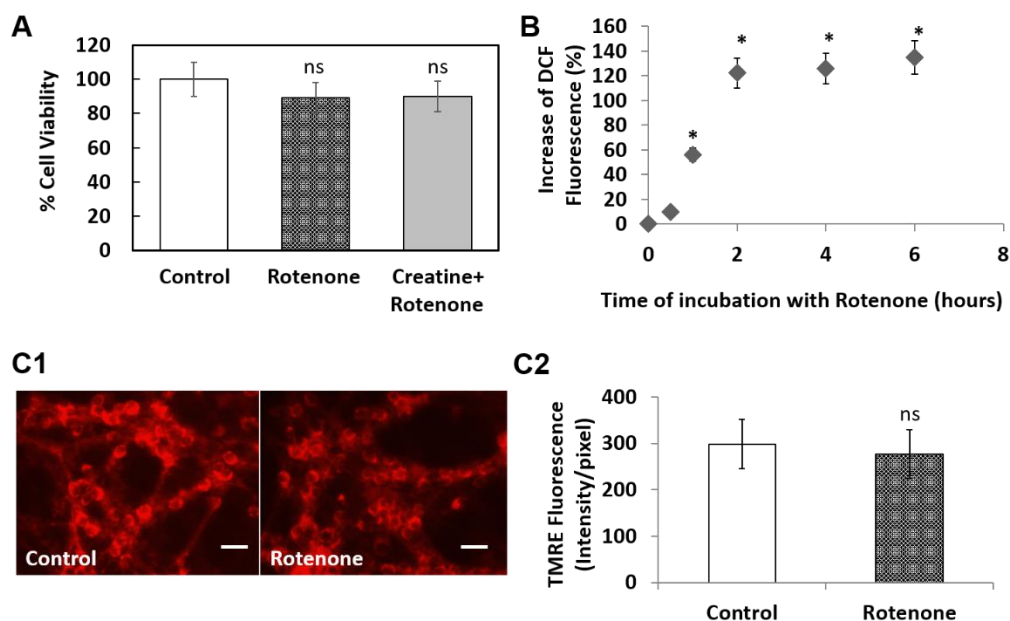 A
% Cell Viability
120
100
80
60
40
20
0
ns
ns
Control
Rotenone
Creatine+
Rotenone
B
Increase of DCF
Fluorescence (%)
160
140
120
100
80
60
40
20
0
*
*
*
*
0
2
4
6
8
Time of incubation with Rotenone (hours)
C1
Control
Rotenone
C2
TMRE Fluorescence
(Intensity/pixel)
400
300
200
100
0
ns
Control
Rotenone